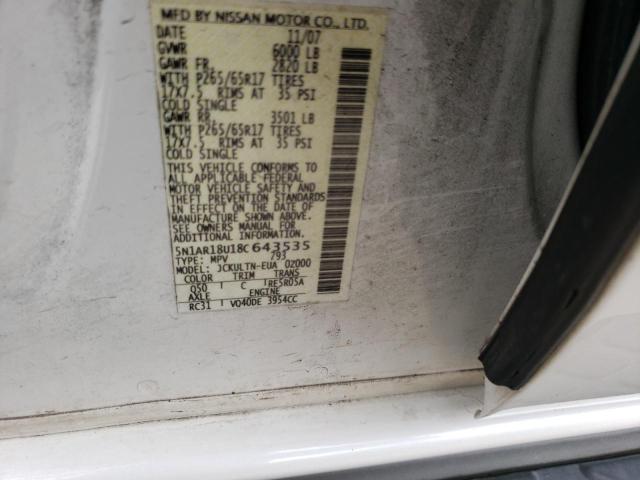 MFD BY NISSAN MOTOR CO., LTD.
DATE 11/07
GVWR 6000 LB
GAWR FR. 2820 LB
WITH P265/65R17 TIRES
17X7.5 RIMS AT 35 PSI
COLD SINGLE
GAWR RR. 3501 LB
WITH P265/65R17 TIRES
17X7.5 RIMS AT 35 PSI
COLD SINGLE
THIS VEHICLE CONFORMS TO
ALL APPLICABLE FEDERAL
MOTOR VEHICLE SAFETY AND
THEFT PREVENTION STANDARDS
IN EFFECT ON THE DATE OF
MANUFACTURE SHOWN ABOVE.
SEE OWNERS MANUAL FOR
ADDITIONAL INFORMATION
5N1AR18U18C643535
TYPE: MPV 793
MODEL: JCKULTN-EUA 02000
COLOR TRIM TRANS
Q50 C RE5R05A
AXLE ENGINE
RC31 VQ40DE 3954CC